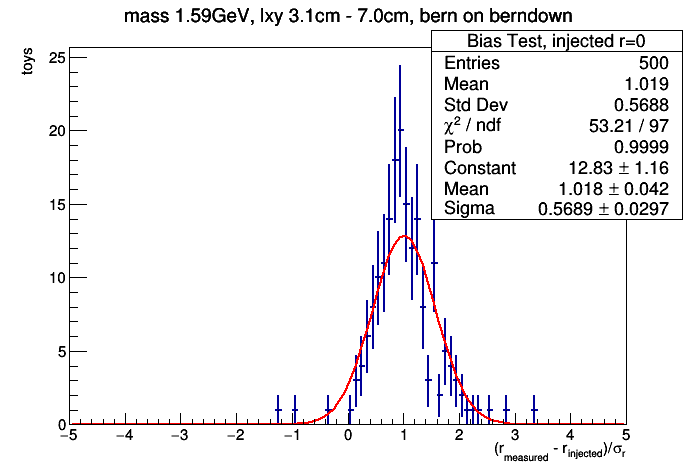 mass 1.59GeV, lxy 3.1cm - 7.0cm, bern on berndown
Bias Test, injected r=0
Entries 500
Mean 1.019
Std Dev 0.5688
χ² / ndf 53.21 / 97
Prob 0.9999
Constant 12.83 ± 1.16
Mean 1.018 ± 0.042
Sigma 0.5689 ± 0.0297
toys
25
20
15
10
5
0
−5 −4 −3 −2 −1 0 1 2 3 4 5
(r_measured - r_injected)/σ_r